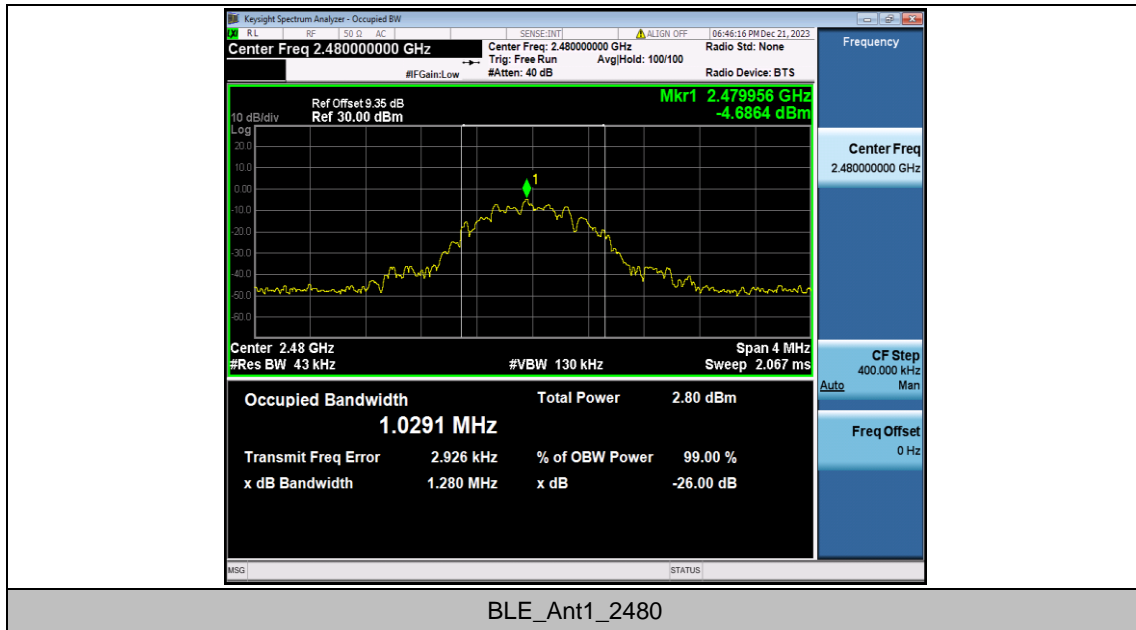 Keysight Spectrum Analyzer - Occupied BW
RL RF 50 Ω AC SENSE:INT ALIGN OFF 06:46:16 PM Dec 21, 2023
Center Freq 2.480000000 GHz
Center Freq: 2.480000000 GHz
Radio Std: None
Trig: Free Run Avg|Hold: 100/100
#IFGain:Low
#Atten: 40 dB
Radio Device: BTS
Frequency
Mkr1 2.479956 GHz
-4.6864 dBm
Ref Offset 9.35 dB
10 dB/div Ref 30.00 dBm
Log
20.0
10.0
0.00
-10.0
-20.0
-30.0
-40.0
-50.0
-60.0
1
Center 2.48 GHz
Span 4 MHz
#Res BW 43 kHz
#VBW 130 kHz
Sweep 2.067 ms
Center Freq
2.480000000 GHz
CF Step
400.000 kHz
Auto Man
Freq Offset
0 Hz
Occupied Bandwidth
Total Power 2.80 dBm
1.0291 MHz
Transmit Freq Error 2.926 kHz % of OBW Power 99.00 %
x dB Bandwidth 1.280 MHz x dB -26.00 dB
MSG STATUS
BLE_Ant1_2480